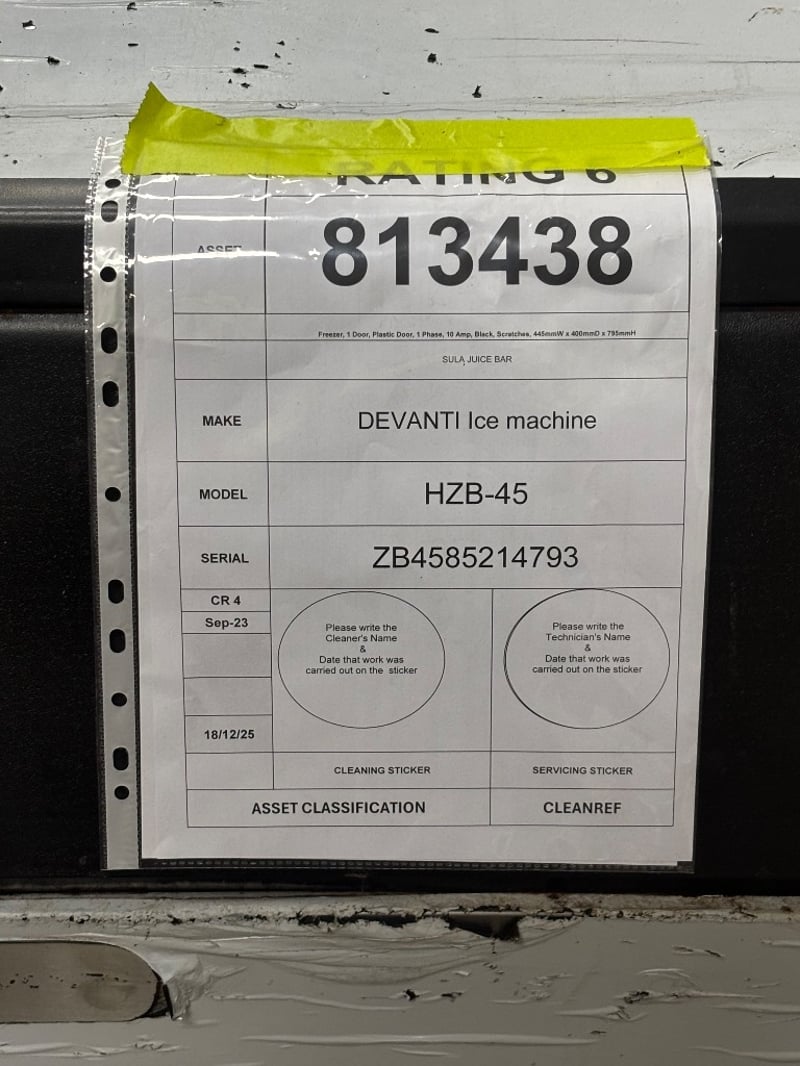 RATING 6
ASSET
813438
Freezer, 1 Door, Plastic Door, 1 Phase, 10 Amp, Black, Scratches, 445mmW x 400mmD x 795mmH
SULA JUICE BAR
MAKE
DEVANTI Ice machine
MODEL
HZB-45
SERIAL
ZB4585214793
CR 4
Sep-23
18/12/25
Please write the
Cleaner's Name
&
Date that work was
carried out on the sticker
Please write the
Technician's Name
&
Date that work was
carried out on the sticker
CLEANING STICKER
SERVICING STICKER
ASSET CLASSIFICATION
CLEANREF